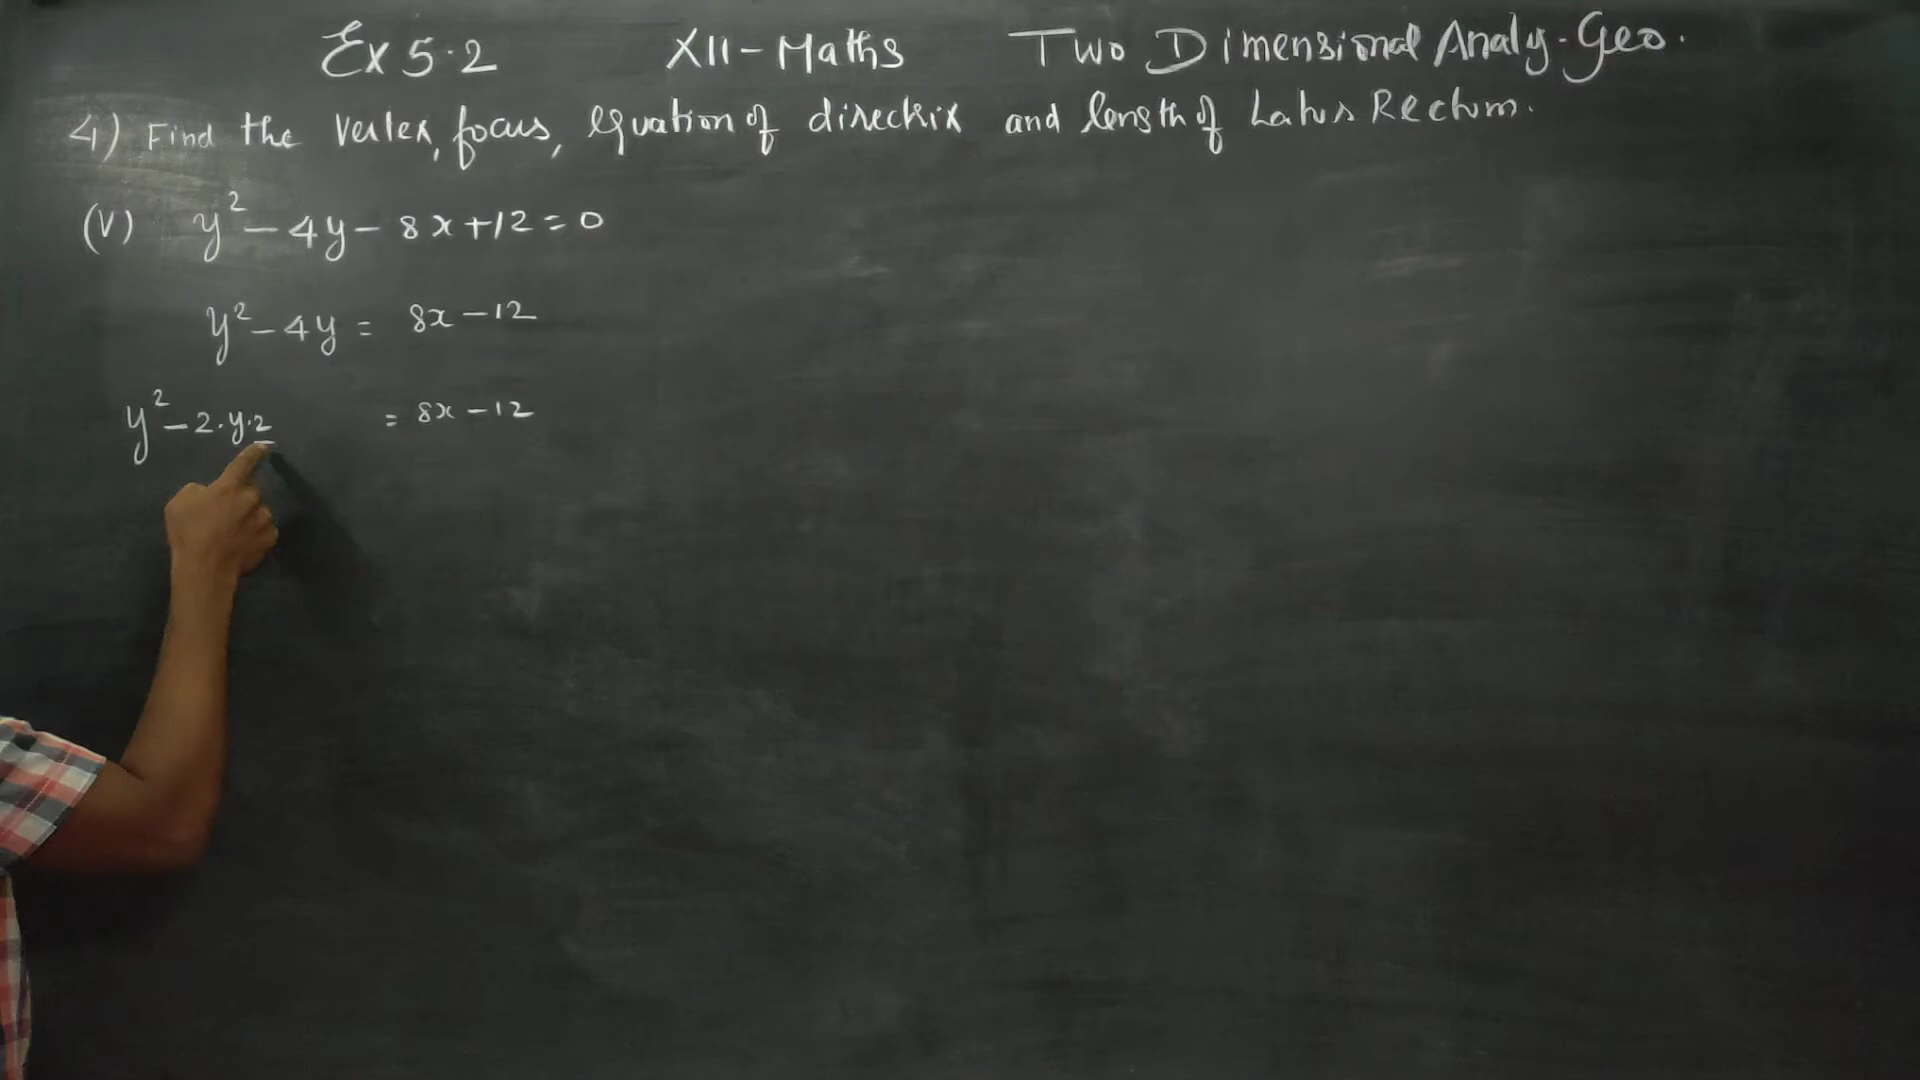 Ex 5.2 XII-Maths Two Dimensional Analy. Geo.
4) Find the vertex, focus, equation of directrix and length of Latus Rectum.
(V) y² - 4y - 8x + 12 = 0
y² - 4y = 8x - 12
y² - 2.y.2 = 8x - 12